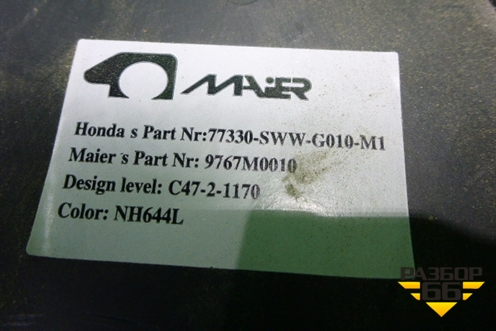 MAIER
Honda s Part Nr:77330-SWW-G010-M1
Maier's Part Nr: 9767M0010
Design level: C47-2-1170
Color: NH644L
РАЗБОР
66